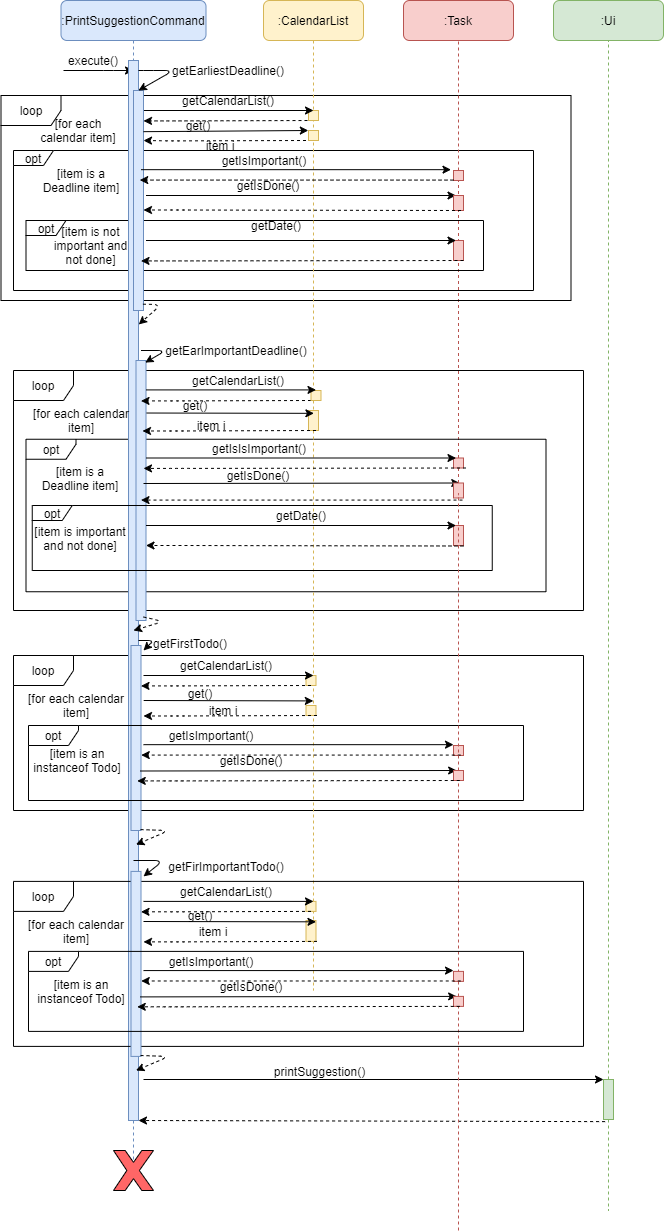 :PrintSuggestionCommand
:CalendarList
:Task
:Ui
execute()
getEarliestDeadline()
loop
[for each
calendar item]
getCalendarList()
get()
item i
opt
[item is a
Deadline item]
getIsImportant()
getIsDone()
opt
[item is not
important and
not done]
getDate()
getEarImportantDeadline()
loop
[for each calendar
item]
getCalendarList()
get()
item i
opt
[item is a
Deadline item]
getIsIsImportant()
getIsDone()
opt
[item is important
and not done]
getDate()
getFirstTodo()
loop
[for each calendar
item]
getCalendarList()
get()
item i
opt
[item is an
instanceof Todo]
getIsImportant()
getIsDone()
getFirImportantTodo()
loop
[for each calendar
item]
getCalendarList()
get()
item i
opt
[item is an
instanceof Todo]
getIsImportant()
getIsDone()
printSuggestion()